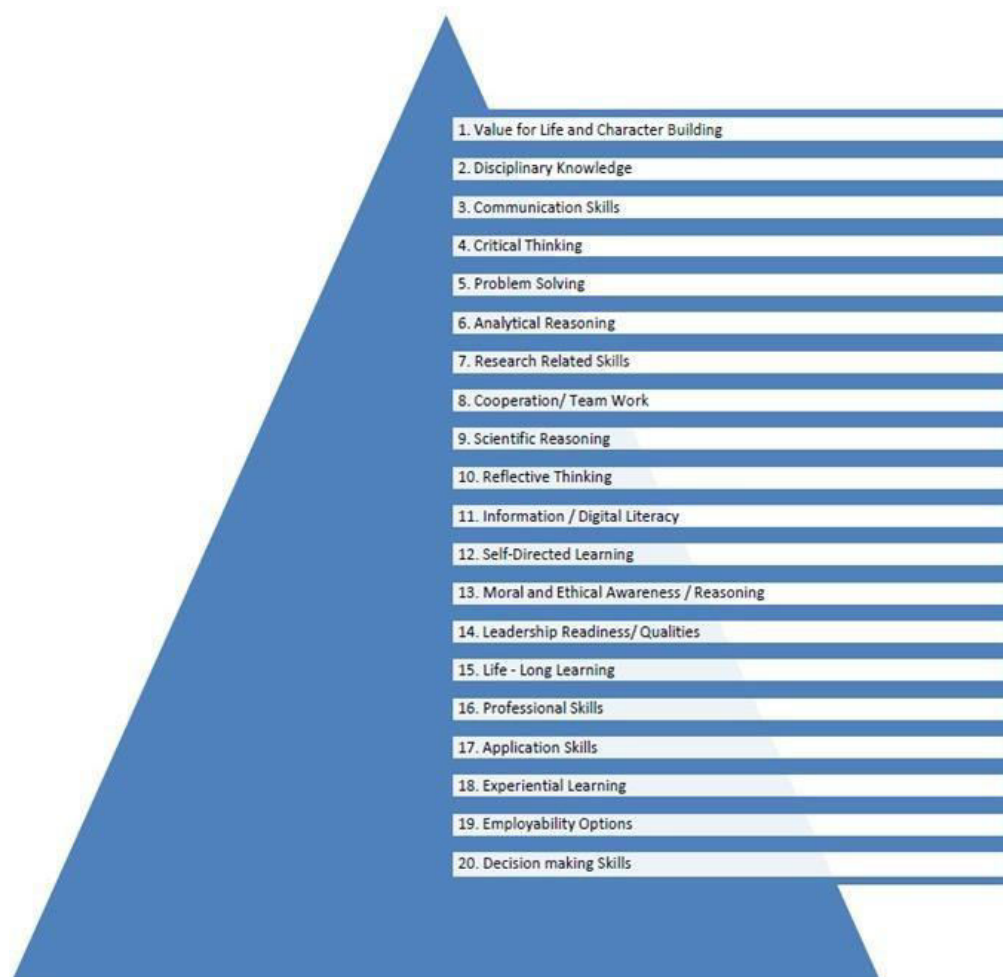 1. Value for Life and Character Building
2. Disciplinary Knowledge
3. Communication Skills
4. Critical Thinking
5. Problem Solving
6. Analytical Reasoning
7. Research Related Skills
8. Cooperation/ Team Work
9. Scientific Reasoning
10. Reflective Thinking
11. Information / Digital Literacy
12. Self-Directed Learning
13. Moral and Ethical Awareness / Reasoning
14. Leadership Readiness/ Qualities
15. Life - Long Learning
16. Professional Skills
17. Application Skills
18. Experiential Learning
19. Employability Options
20. Decision making Skills